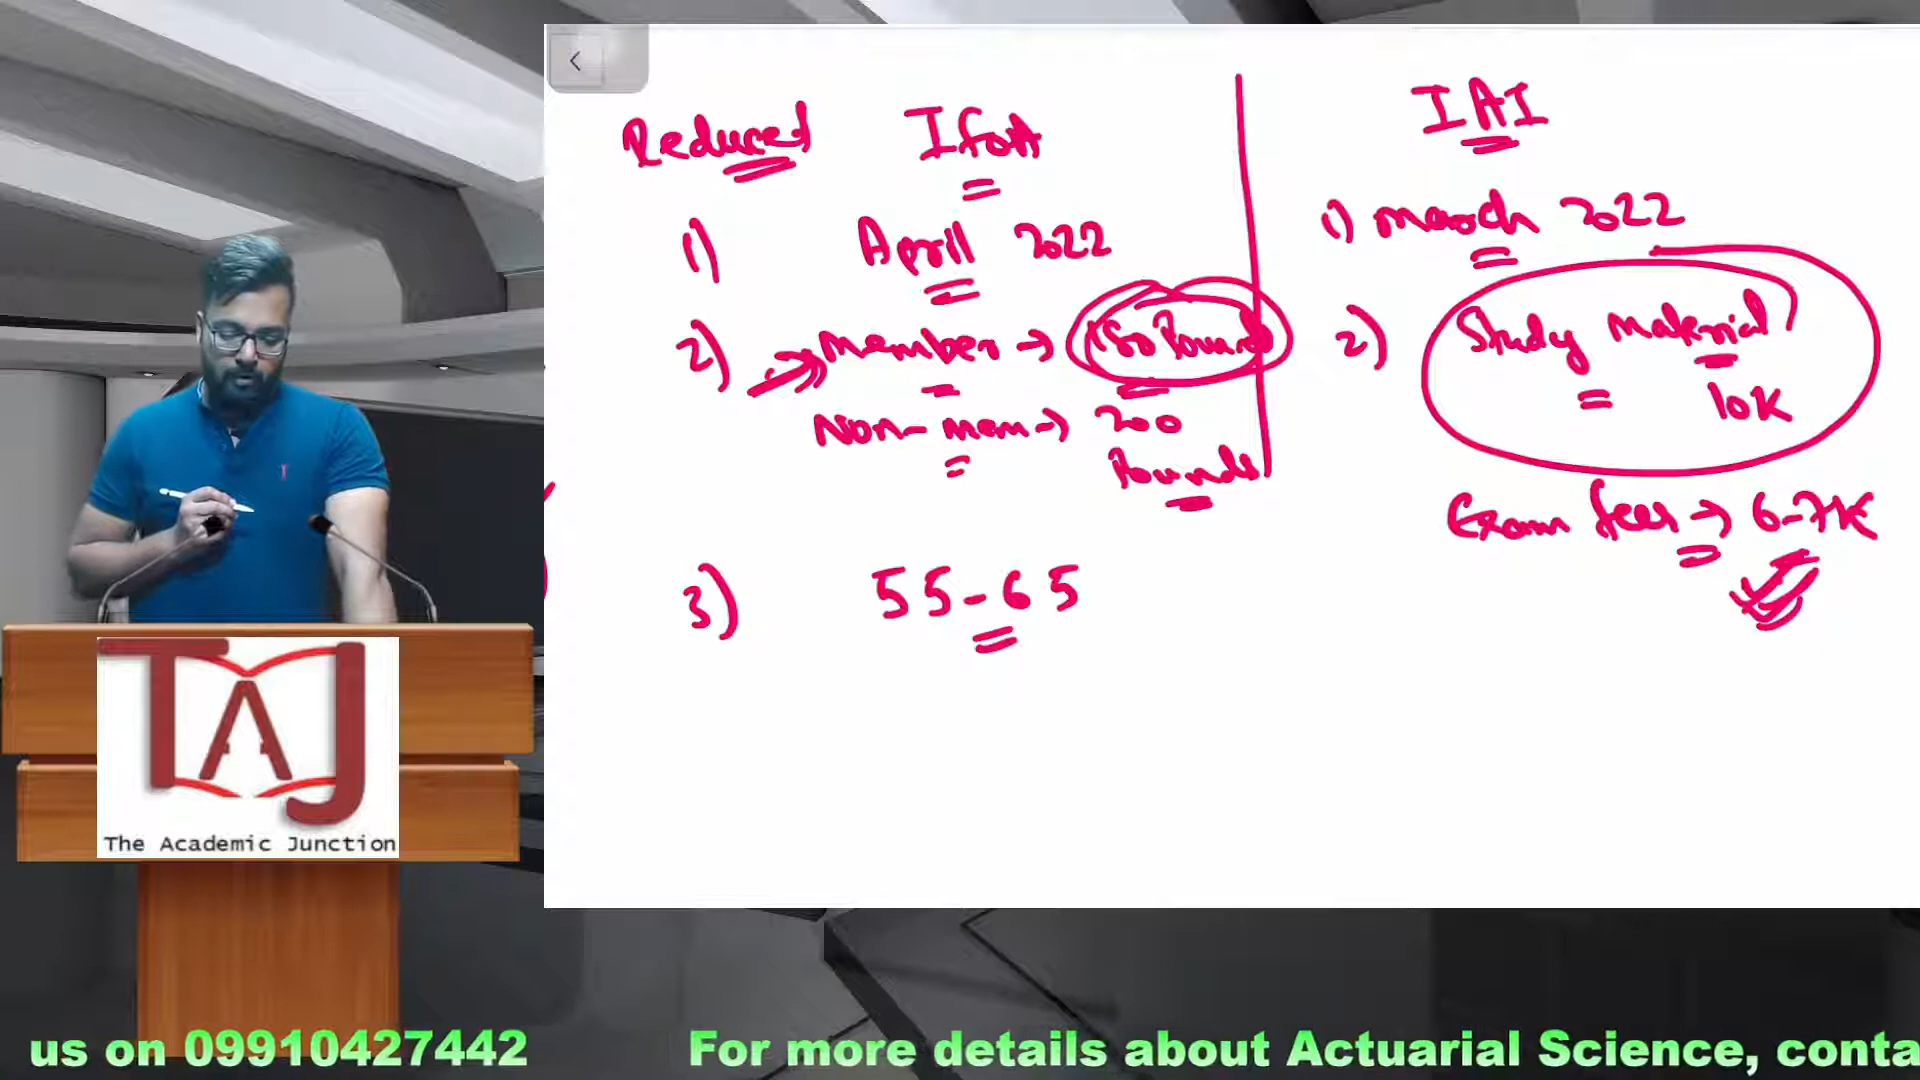 Reduced IfoA
1) April 2022
2) member → 150 Pounds
Non-mem → 200
Pounds
3) 55-65
IAI
1) March 2022
2) Study Material
10K
Exam fees → 6-7K
TAJ
The Academic Junction
us on 09910427442 For more details about Actuarial Science, conta